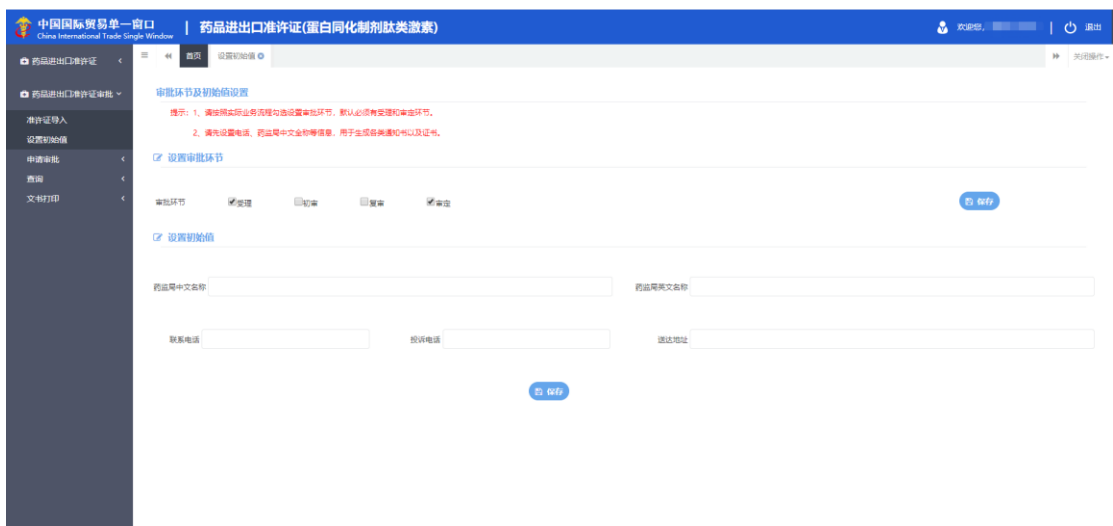 中国国际贸易单一窗口
China International Trade Single Window
| 药品进出口准许证(蛋白同化制剂肽类激素)
欢迎您,
| 退出
药品进出口准许证
首页 设置初始值
关闭操作
药品进出口准许证审批
准许证导入
设置初始值
申请审批
查询
文书打印
审批环节及初始值设置
提示:1、请按照实际业务流程勾选设置审批环节,默认必须有受理和审定环节。
2、请先设置电话、药监局中文全称等信息,用于生成各类通知书以及证书。
设置审批环节
审批环节 受理 初审 复审 审定 保存
设置初始值
药监局中文名称 药监局英文名称
联系电话 投诉电话 送达地址
保存